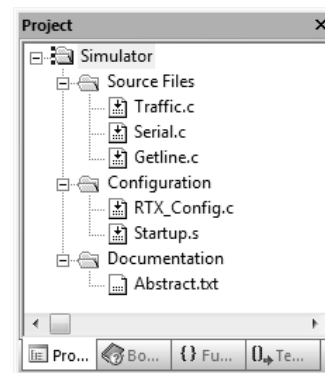 Project
Simulator
Source Files
Traffic.c
Serial.c
Getline.c
Configuration
RTX_Config.c
Startup.s
Documentation
Abstract.txt
Pro... Bo... {} Fu... 0 Te...